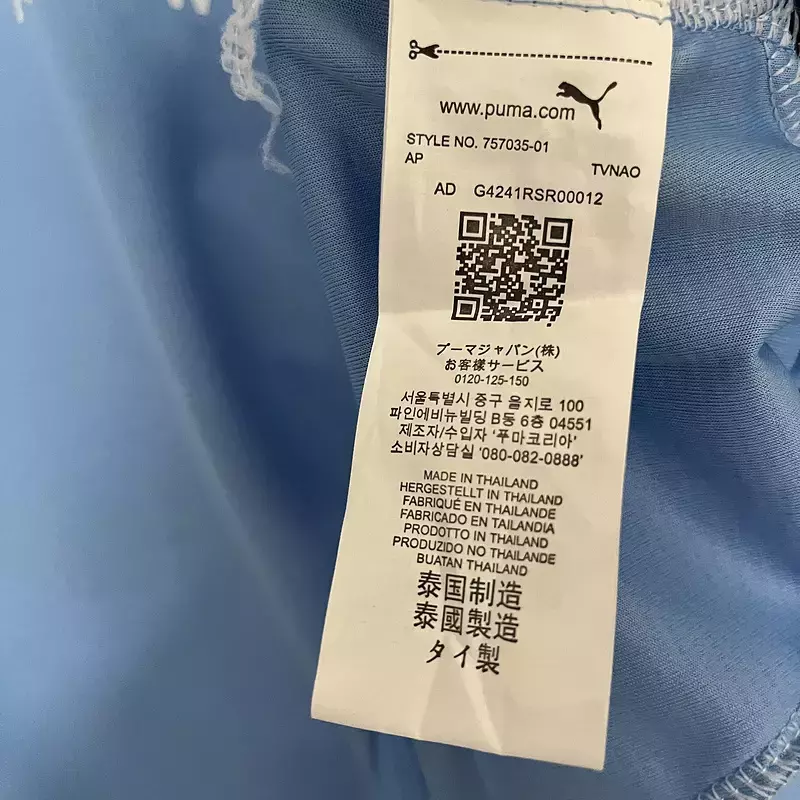 www.puma.com
STYLE NO. 757035-01
AP TVNAO
AD G4241RSR00012
プーマジャパン(株)
お客様サービス
0120-125-150
서울특별시 중구 을지로 100
파인에비뉴빌딩 B동 6층 04551
제조자/수입자 '푸마코리아'
소비자상담실 '080-082-0888'
MADE IN THAILAND
HERGESTELLT IN THAILAND
FABRIQUÉ EN THAILANDE
FABRICADO EN TAILANDIA
PRODOTTO IN THAILANDIA
PRODUZIDO NO THAILANDE
BUATAN THAILAND
泰国制造
泰國製造
タイ製